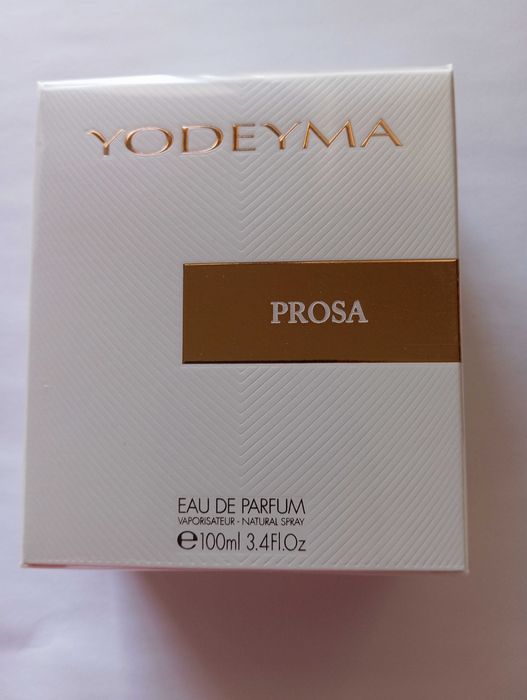 YODEYMA
PROSA
EAU DE PARFUM
VAPORISATEUR - NATURAL SPRAY
℮100ml 3.4Fl.Oz